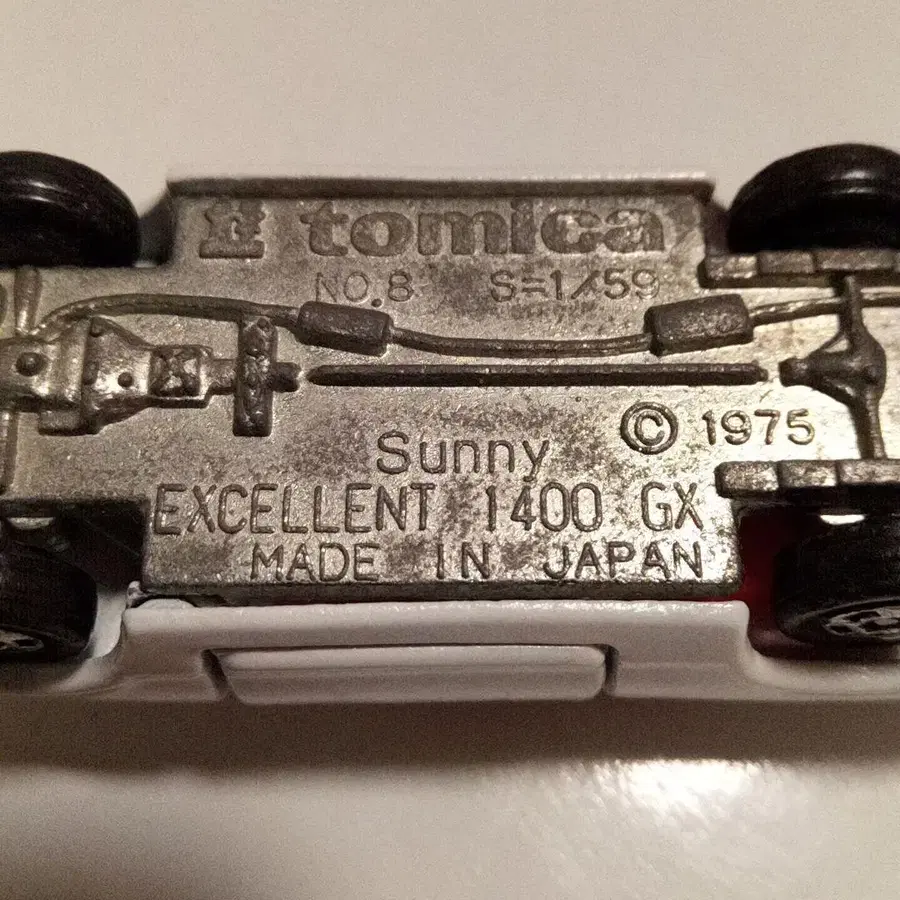 tomica
NO.8 S=1/59
© 1975
Sunny
EXCELLENT 1400 GX
MADE IN JAPAN